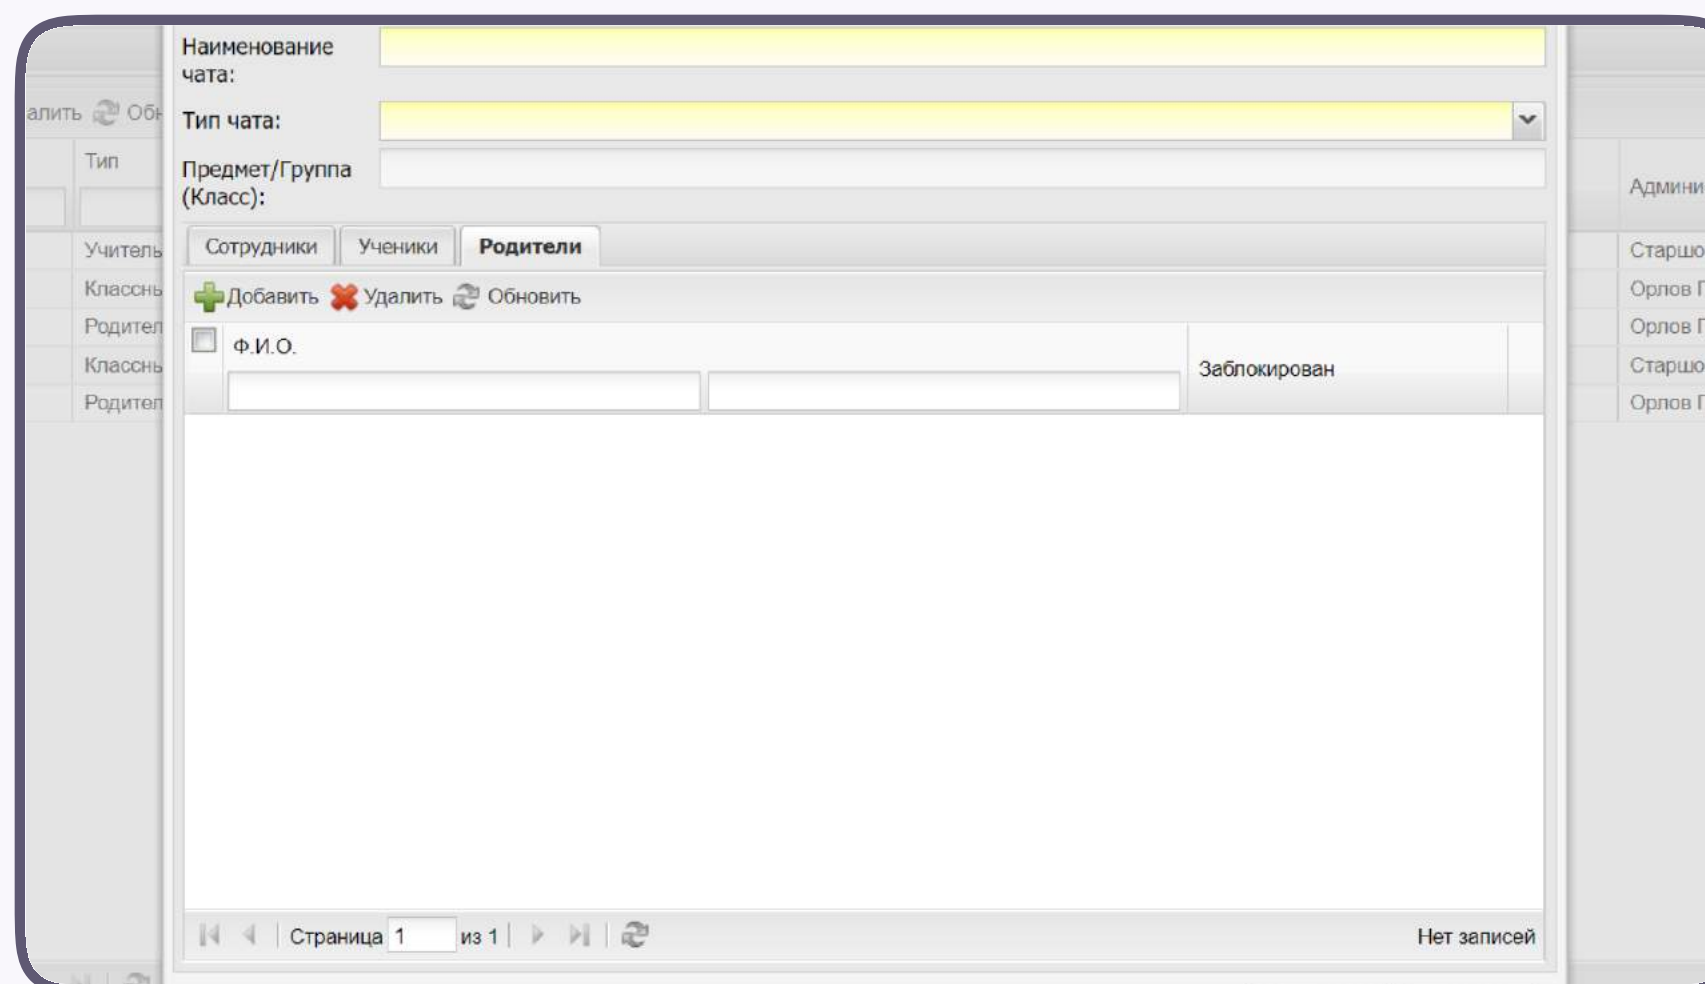 Наименование
чата:
Тип чата:
Предмет/Группа
(Класс):
Сотрудники Ученики Родители
Добавить Удалить Обновить
Ф.И.О.
Заблокирован
Страница 1 из 1
Нет записей
алить Обн
Тип
Учитель
Классны
Родител
Классны
Родител
Админи
Старшо
Орлов Г
Орлов Г
Старшо
Орлов Г